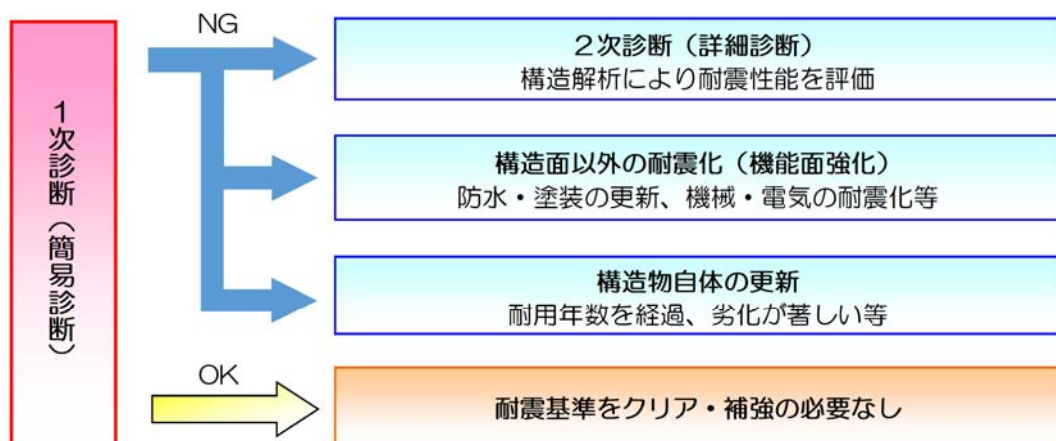 1次診断（簡易診断）
NG
２次診断（詳細診断）
構造解析により耐震性能を評価
構造面以外の耐震化（機能面強化）
防水・塗装の更新、機械・電気の耐震化等
構造物自体の更新
耐用年数を経過、劣化が著しい等
OK
耐震基準をクリア・補強の必要なし